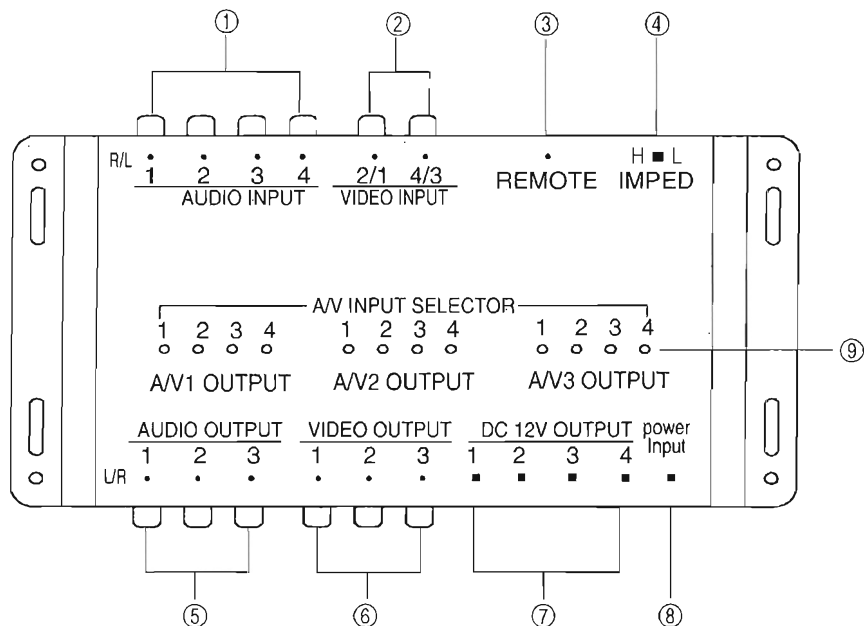 ① ② ③ ④
R/L H L
1 2 3 4 2/1 4/3 REMOTE IMPED
AUDIO INPUT VIDEO INPUT
A/V INPUT SELECTOR
1 2 3 4 1 2 3 4 1 2 3 4
⑨
A/V1 OUTPUT A/V2 OUTPUT A/V3 OUTPUT
AUDIO OUTPUT VIDEO OUTPUT DC 12V OUTPUT power
Input
1 2 3 1 2 3 1 2 3 4
L/R
⑤ ⑥ ⑦ ⑧